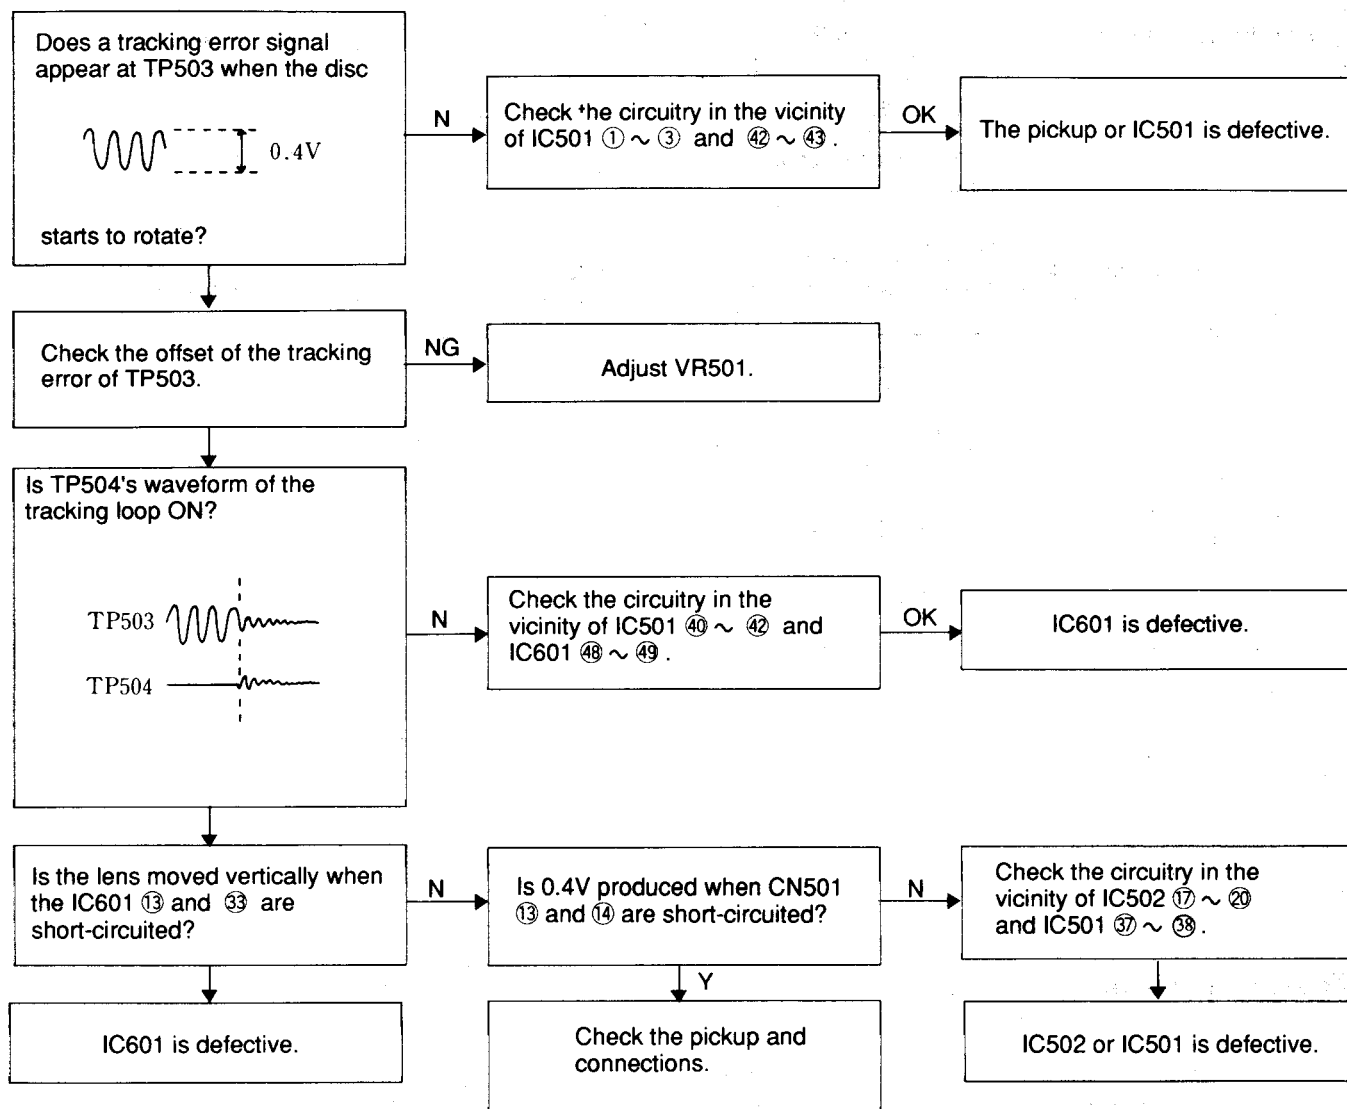 Does a tracking error signal
appear at TP503 when the disc
0.4V
starts to rotate?
N
Check the circuitry in the vicinity
of IC501 ① ~ ③ and ㊷ ~ ㊸ .
OK
The pickup or IC501 is defective.
Check the offset of the tracking
error of TP503.
NG
Adjust VR501.
Is TP504's waveform of the
tracking loop ON?
TP503
TP504
N
Check the circuitry in the
vicinity of IC501 ㊵ ~ ㊷ and
IC601 ㊽ ~ ㊾ .
OK
IC601 is defective.
Is the lens moved vertically when
the IC601 ⑬ and ㉝ are
short-circuited?
N
Is 0.4V produced when CN501
⑬ and ⑭ are short-circuited?
N
Check the circuitry in the
vicinity of IC502 ⑰ ~ ⑳
and IC501 ㊲ ~ ㊳ .
Y
IC601 is defective.
Check the pickup and
connections.
IC502 or IC501 is defective.